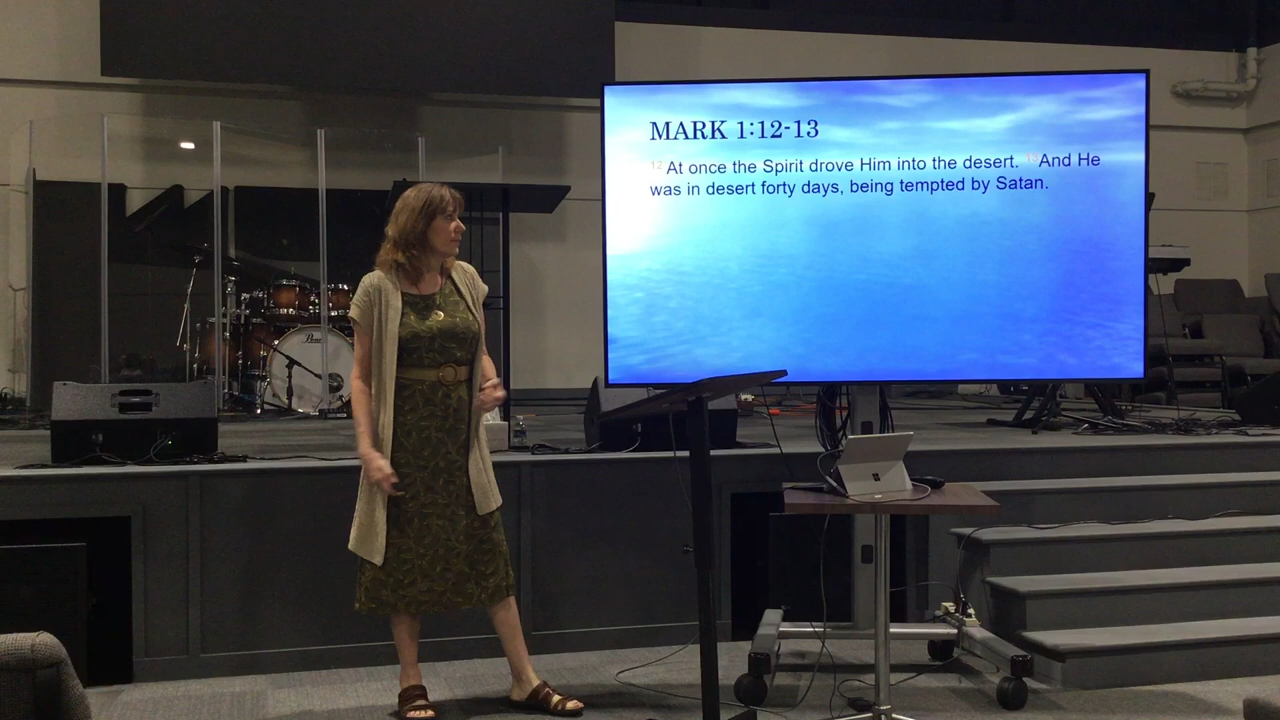 MARK 1:12-13
12 At once the Spirit drove Him into the desert. 13 And He
was in desert forty days, being tempted by Satan.
Pearl